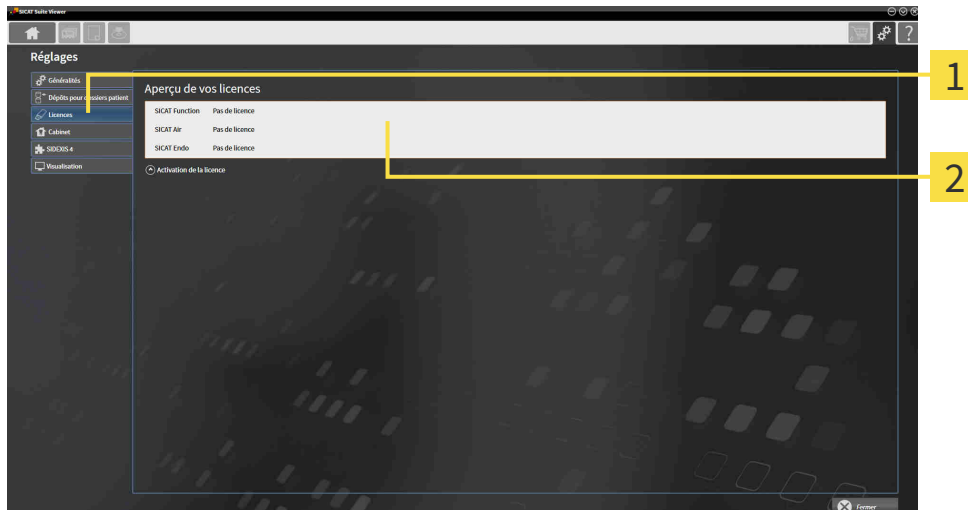 SICAT Suite Viewer
?
Réglages
Généralités
Dépôts pour dossiers patient
Licences
Cabinet
SIDEXIS 4
Visualisation
Aperçu de vos licences
SICAT Function Pas de licence
SICAT Air Pas de licence
SICAT Endo Pas de licence
Activation de la licence
Fermer
1
2